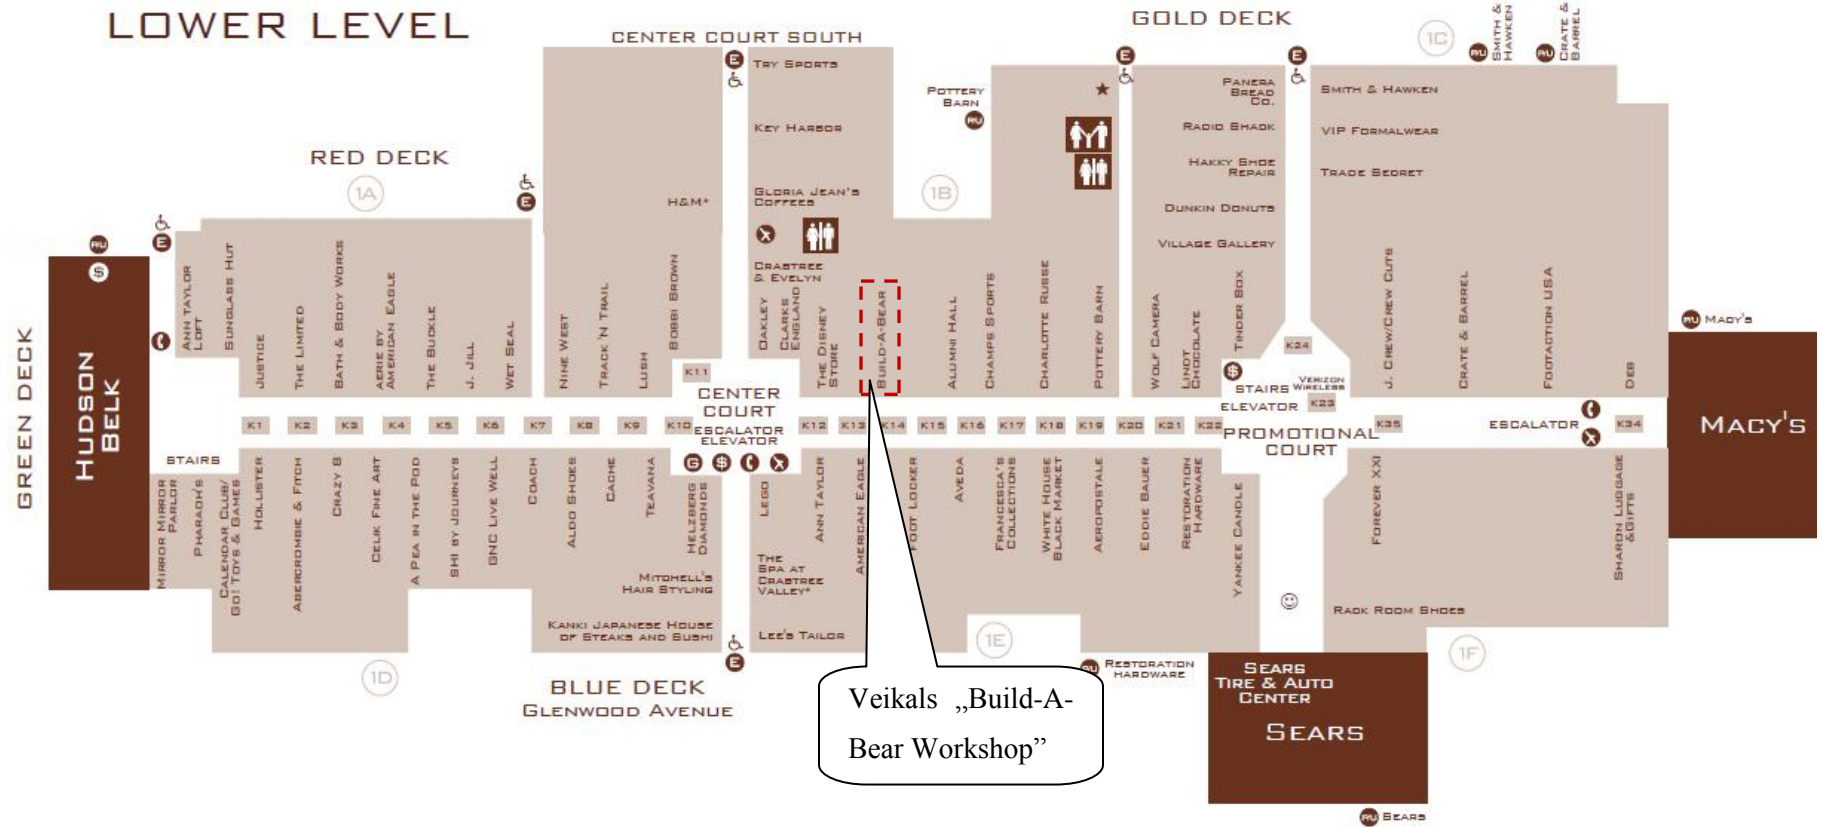 LOWER LEVEL
CENTER COURT SOUTH
GOLD DECK
1C
P/U
SMITH &
HAWKEN
P/U
CRATE &
BARREL
E
TRY SPORTS
KEY HARBOR
GLORIA JEAN'S
COFFEES
CRABTREE
& EVELYN
H&M*
POTTERY
BARN
P/U
E
E
PANERA
BREAD
CO.
RADIO SHACK
HAKKY SHOE
REPAIR
DUNKIN DONUTS
VILLAGE GALLERY
SMITH & HAWKEN
VIP FORMALWEAR
TRADE SECRET
RED DECK
1A
E
1B
E
P/U
$
GREEN DECK
HUDSON
BELK
ANN TAYLOR
LOFT
SUNGLASS HUT
JUSTICE
THE LIMITED
BATH & BODY WORKS
AERIE BY
AMERICAN EAGLE
THE BUCKLE
J. JILL
WET SEAL
NINE WEST
TRACK 'N TRAIL
LUSH
BOBBI BROWN
OAKLEY
CLARKS
ENGLAND
THE DISNEY
STORE
BUILD-A-BEAR
ALUMNI HALL
CHAMPS SPORTS
CHARLOTTE RUSSE
POTTERY BARN
WOLF CAMERA
LINDT
CHOCOLATE
TINDER BOX
J. CREW/CREW CUTS
CRATE & BARREL
FOOTACTION USA
DEB
P/U MACY'S
MACY'S
K11
CENTER
COURT
ESCALATOR
ELEVATOR
K24
$
STAIRS
VERIZON
WIRELESS
ELEVATOR
K23
PROMOTIONAL
COURT
ESCALATOR
K1
K2
K3
K4
K5
K6
K7
K8
K9
K10
K12
K13
K14
K15
K16
K17
K18
K19
K20
K21
K22
K35
K34
STAIRS
G
$
MIRROR MIRROR
PARLOR
PHARAOH'S
CALENDAR CLUB/
GO! TOYS & GAMES
HOLLISTER
ABERCROMBIE & FITCH
CRAZY 8
CELIK FINE ART
A PEA IN THE POD
SHI BY JOURNEYS
GNC LIVE WELL
COACH
ALDO SHOES
CACHE
TEAVANA
HELZBERG
DIAMONDS
LEGO
ANN TAYLOR
AMERICAN EAGLE
FOOT LOCKER
AVEDA
FRANCESCA'S
COLLECTIONS
WHITE HOUSE
BLACK MARKET
AEROPOSTALE
EDDIE BAUER
RESTORATION
HARDWARE
YANKEE CANDLE
FOREVER XXI
SHARON LUGGAGE
&GIFTS
MITCHELL'S
HAIR STYLING
KANKI JAPANESE HOUSE
OF STEAKS AND SUSHI
THE
SPA AT
CRABTREE
VALLEY*
LEE'S TAILOR
RACK ROOM SHOES
E
1D
1E
1F
BLUE DECK
GLENWOOD AVENUE
P/U RESTORATION
HARDWARE
SEARS
TIRE & AUTO
CENTER
SEARS
P/U SEARS
Veikals „Build-A-
Bear Workshop”